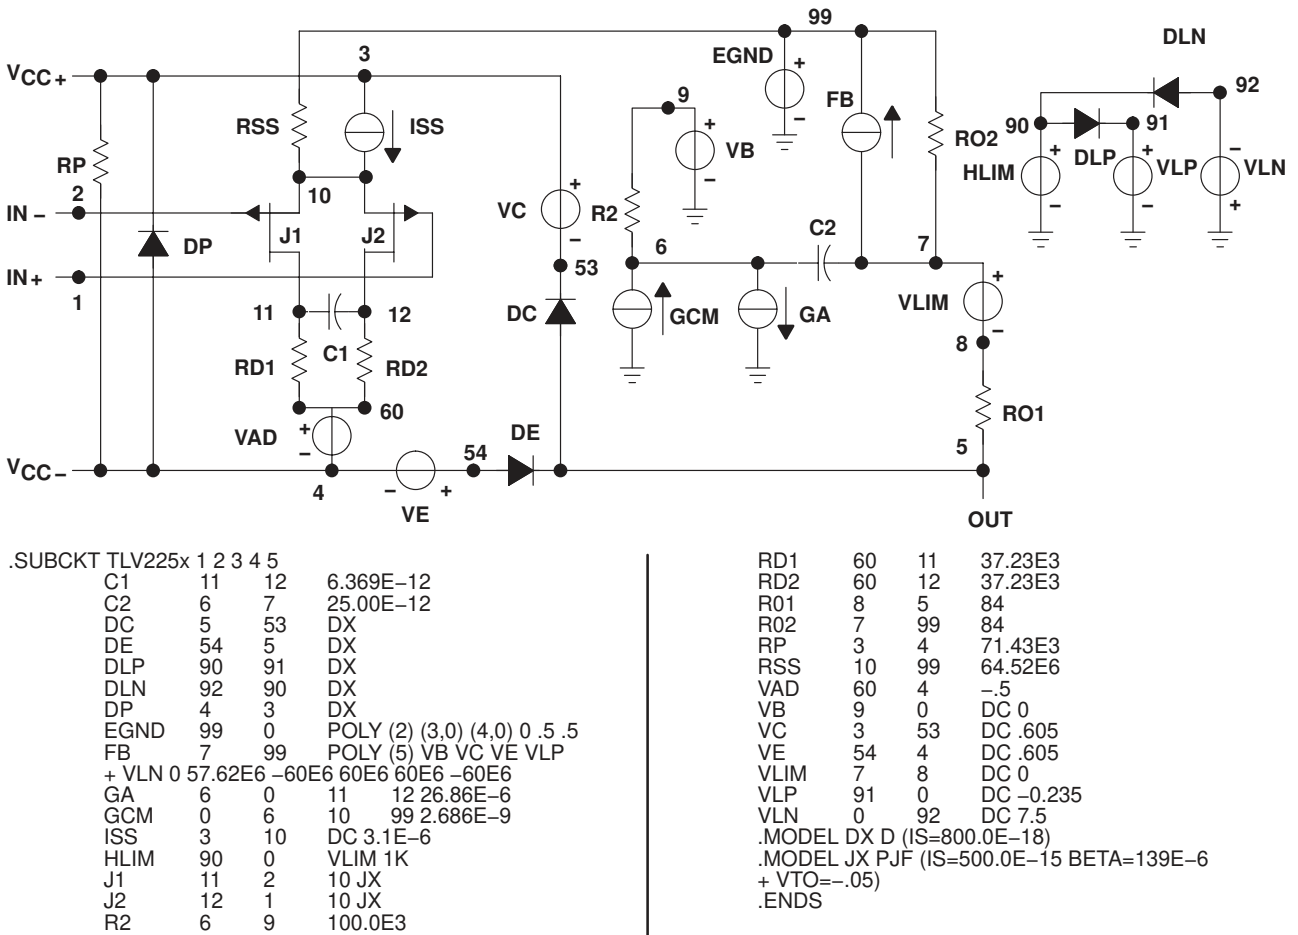 99
3
DLN
VCC+
EGND
+
9
92
FB
RSS
ISS
+
VB
RO2
90
91
RP
2
10
VC
+
R2
HLIM
+
DLP
+
VLP
−
VLN
IN −
J1
J2
C2
DP
6
7
IN +
1
53
VLIM
+
11
12
DC
GCM
GA
8
RD1
C1
RD2
RO1
60
VAD
+
−
54
DE
5
VCC−
4
−
+
VE
OUT
.SUBCKT TLV225x 1 2 3 4 5
C1 11 12 6.369E−12
C2 6 7 25.00E−12
DC 5 53 DX
DE 54 5 DX
DLP 90 91 DX
DLN 92 90 DX
DP 4 3 DX
EGND 99 0 POLY (2) (3,0) (4,0) 0 .5 .5
FB 7 99 POLY (5) VB VC VE VLP
+ VLN 0 57.62E6 −60E6 60E6 60E6 −60E6
GA 6 0 11 12 26.86E−6
GCM 0 6 10 99 2.686E−9
ISS 3 10 DC 3.1E−6
HLIM 90 0 VLIM 1K
J1 11 2 10 JX
J2 12 1 10 JX
R2 6 9 100.0E3
RD1 60 11 37.23E3
RD2 60 12 37.23E3
R01 8 5 84
R02 7 99 84
RP 3 4 71.43E3
RSS 10 99 64.52E6
VAD 60 4 −.5
VB 9 0 DC 0
VC 3 53 DC .605
VE 54 4 DC .605
VLIM 7 8 DC 0
VLP 91 0 DC −0.235
VLN 0 92 DC 7.5
.MODEL DX D (IS=800.0E−18)
.MODEL JX PJF (IS=500.0E−15 BETA=139E−6
+ VTO=−.05)
.ENDS